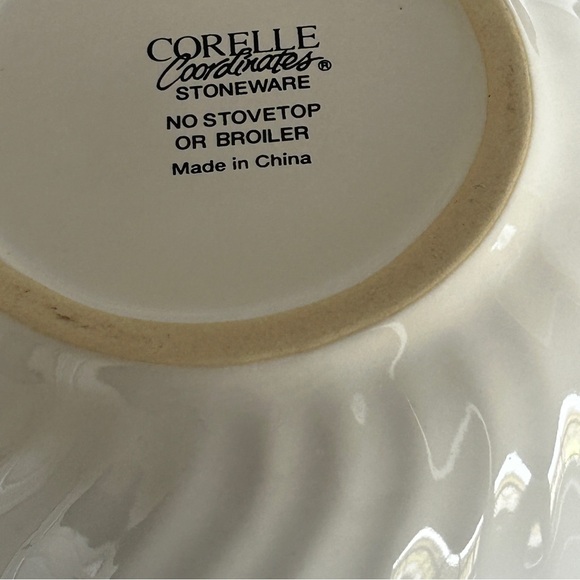 CORELLE
Coordinates®
STONEWARE
NO STOVETOP
OR BROILER
Made in China